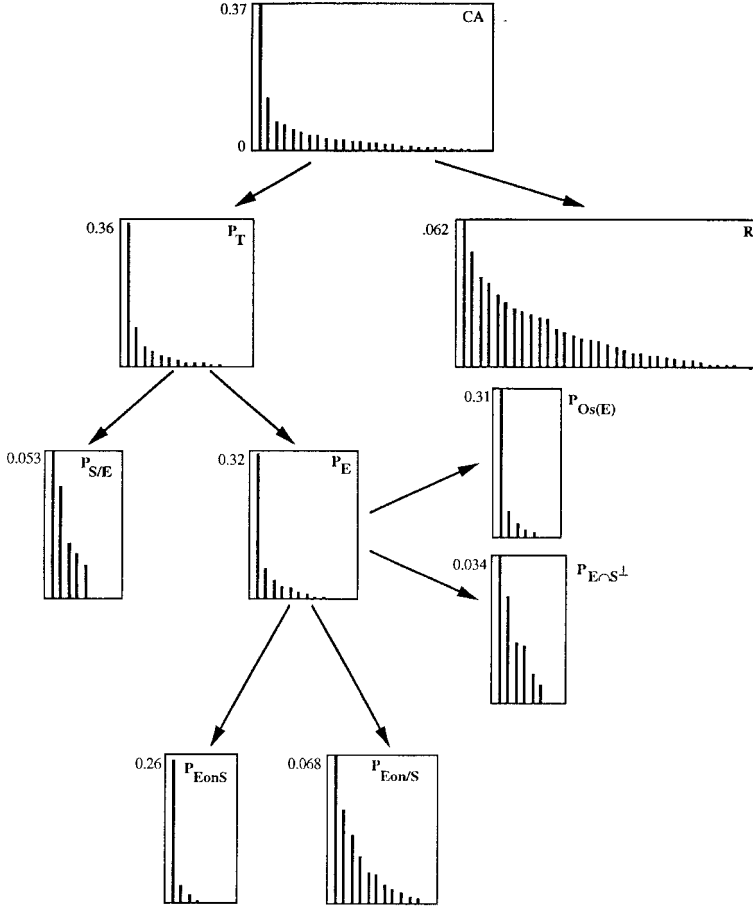 0.37
CA
0
0.36
P_T
.062
R
0.31
P_Os(E)
0.053
P_S/E
0.32
P_E
0.034
P_E∩S⊥
0.26
P_EonS
0.068
P_Eon/S